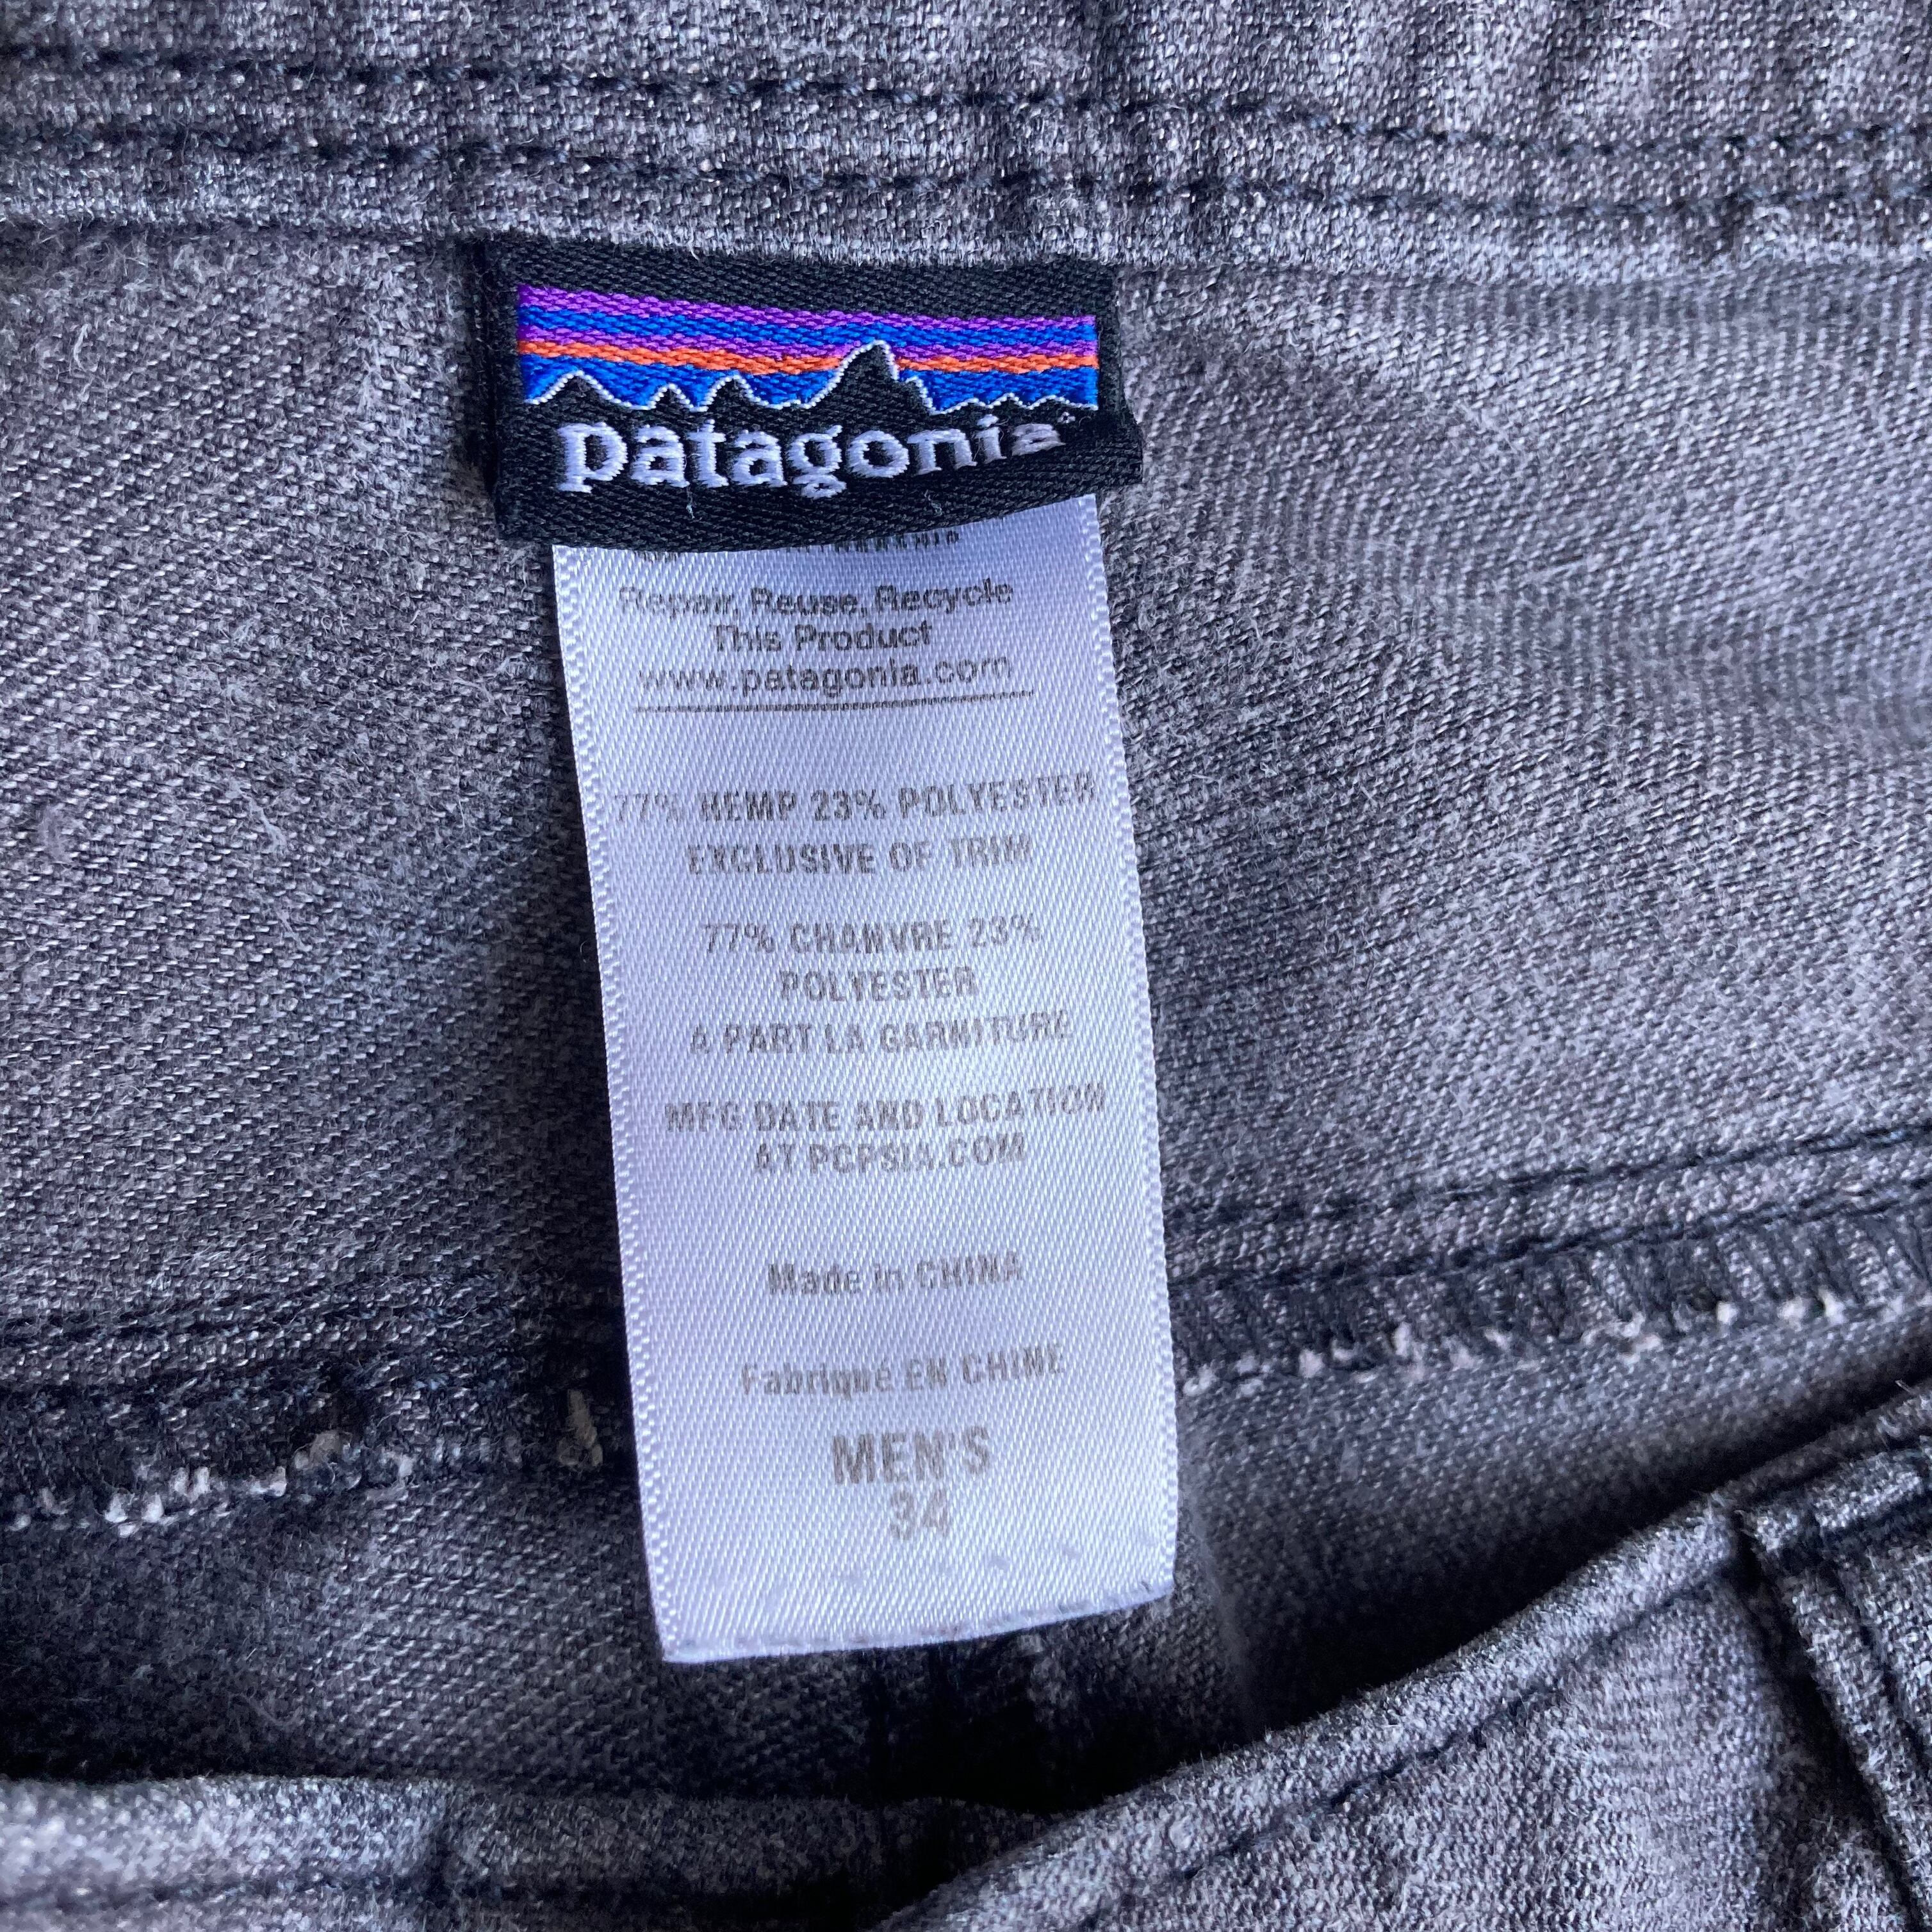 patagonia
Repair, Reuse, Recycle
This Product
www.patagonia.com
77% HEMP 23% POLYESTER
EXCLUSIVE OF TRIM
77% CHANVRE 23%
POLYESTER
A PART LA GARNITURE
MFG DATE AND LOCATION
AT PCPSIA.COM
Made in CHINA
Fabriqué EN CHINE
MEN'S
34